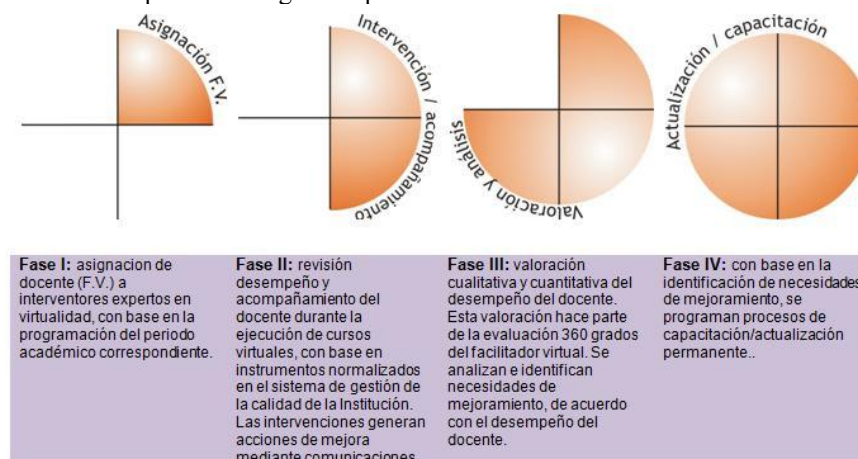 Asignación F.V.
Intervención / acompañamiento
Valoración y análisis
Actualización / capacitación
Fase I: asignacion de
docente (F.V.) a
interventores expertos en
virtualidad, con base en la
programación del periodo
académico correspondiente.
Fase II: revisión
desempeño y
acompañamiento del
docente durante la
ejecución de cursos
virtuales, con base en
instrumentos normalizados
en el sistema de gestión de
la calidad de la Institución.
Las intervenciones generan
acciones de mejora
mediante comunicaciones
Fase III: valoración
cualitativa y cuantitativa del
desempeño del docente.
Esta valoración hace parte
de la evaluación 360 grados
del facilitador virtual. Se
analizan e identifican
necesidades de
mejoramiento, de acuerdo
con el desempeño del
docente.
Fase IV: con base en la
identificación de necesidades
de mejoramiento, se
programan procesos de
capacitación/actualización
permanente..